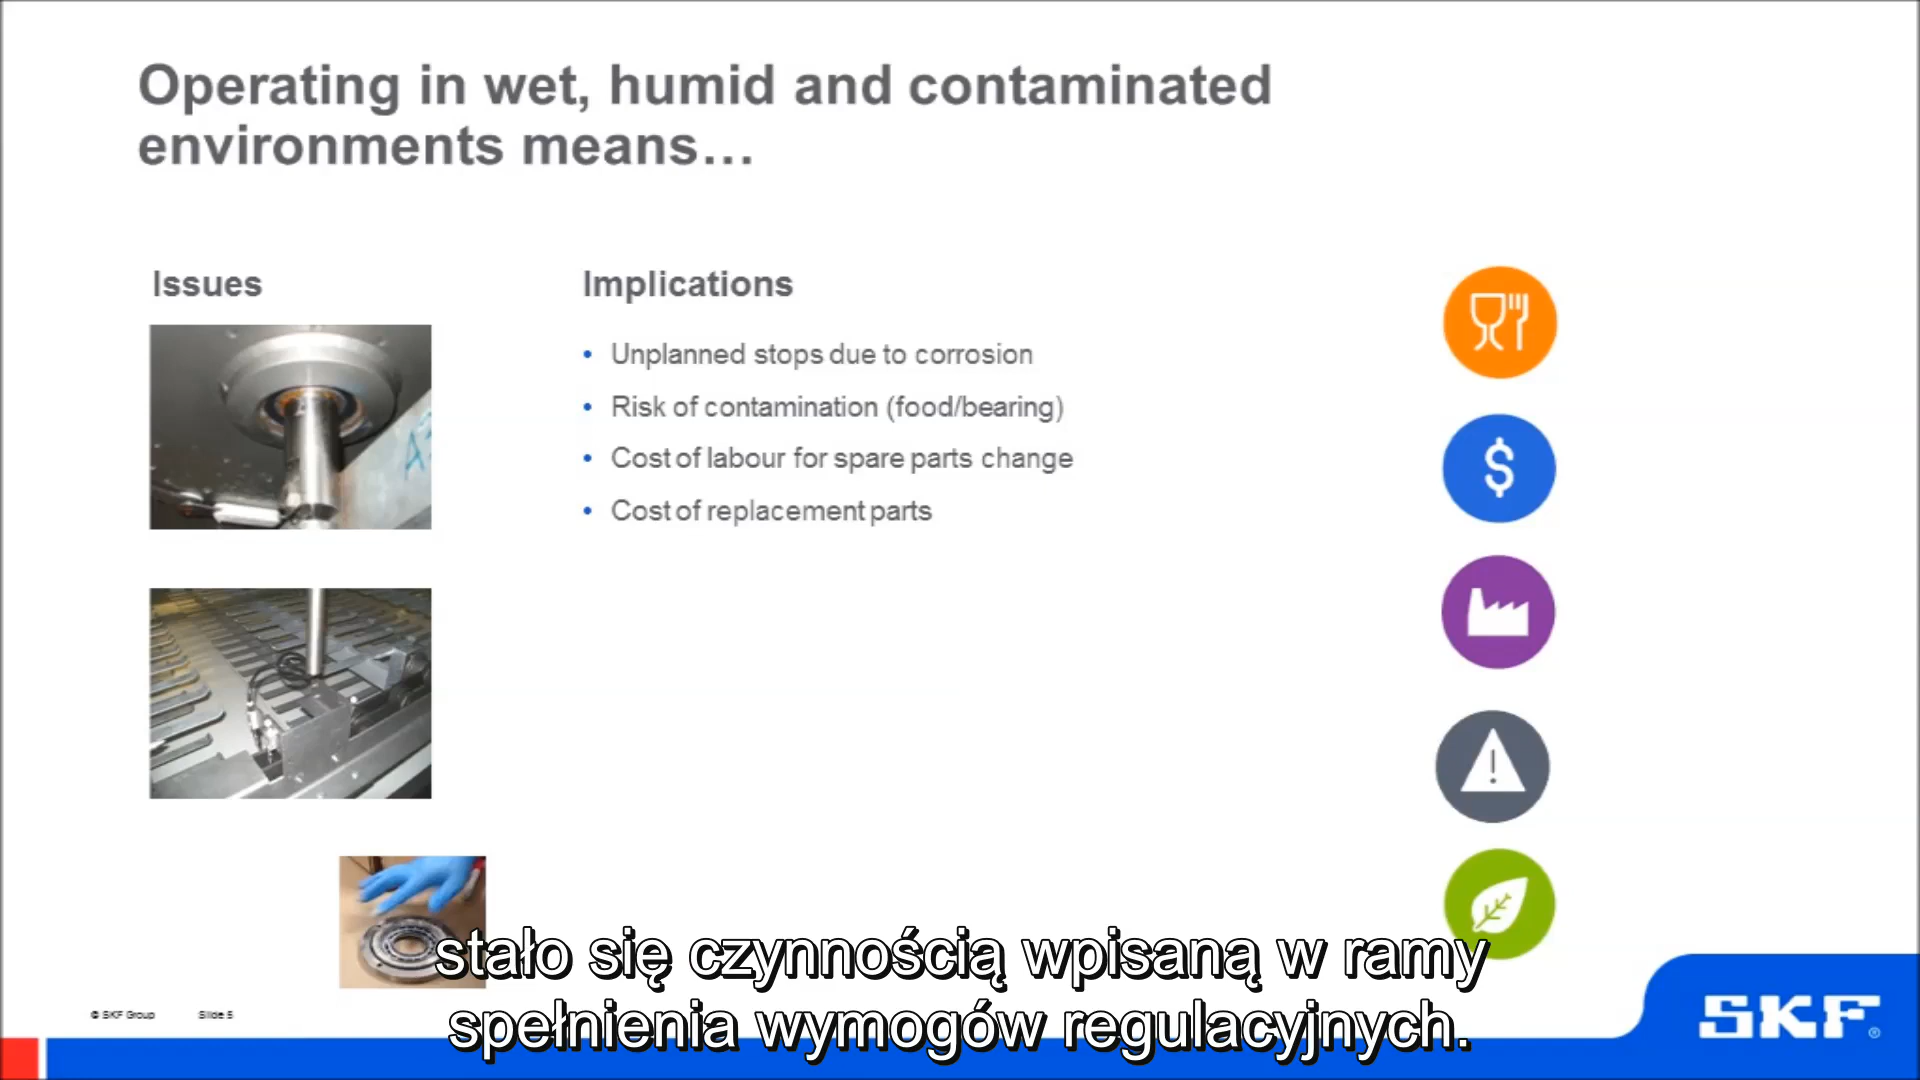 Operating in wet, humid and contaminated
environments means…
Issues
Implications
• Unplanned stops due to corrosion
• Risk of contamination (food/bearing)
• Cost of labour for spare parts change
• Cost of replacement parts
stało się czynnością wpisaną w ramy
spełnienia wymogów regulacyjnych.
© SKF Group
Slide 5
SKF®